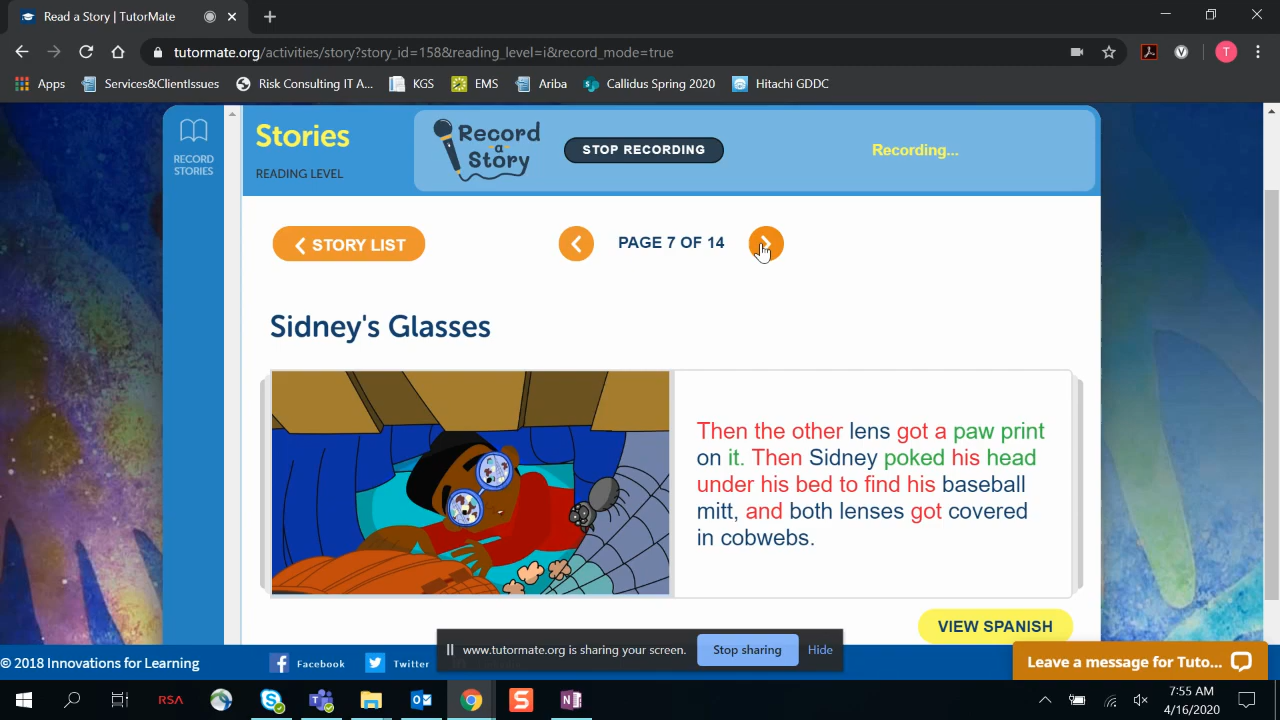 Read a Story | TutorMate
tutormate.org/activities/story?story_id=158&reading_level=i&record_mode=true
T
Apps
Services&ClientIssues
Risk Consulting IT A...
KGS
EMS
Ariba
Callidus Spring 2020
Hitachi GDDC
RECORD
STORIES
Stories
READING LEVEL
Record
a
Story
STOP RECORDING
Recording...
STORY LIST
PAGE 7 OF 14
Sidney's Glasses
Then the other lens got a paw print
on it. Then Sidney poked his head
under his bed to find his baseball
mitt, and both lenses got covered
in cobwebs.
VIEW SPANISH
www.tutormate.org is sharing your screen.
Stop sharing
Hide
© 2018 Innovations for Learning
Facebook
Twitter
Leave a message for Tuto...
RSA
7:55 AM
4/16/2020